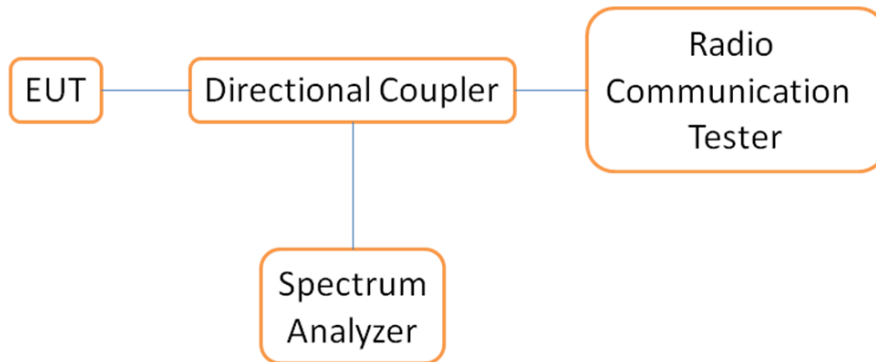 EUT
Directional Coupler
Radio
Communication
Tester
Spectrum
Analyzer